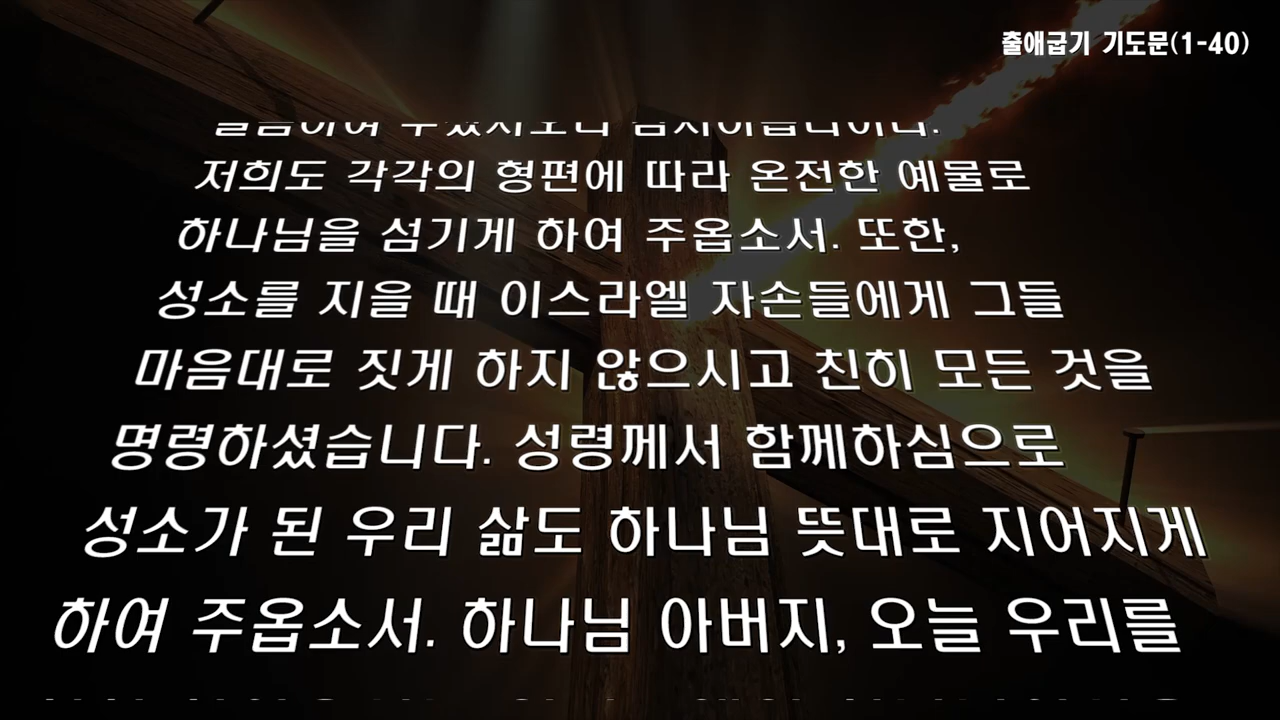 출애굽기 기도문(1-40)
저희도 각각의 형편에 따라 온전한 예물로
하나님을 섬기게 하여 주옵소서. 또한,
성소를 지을 때 이스라엘 자손들에게 그들
마음대로 짓게 하지 않으시고 친히 모든 것을
명령하셨습니다. 성령께서 함께하심으로
성소가 된 우리 삶도 하나님 뜻대로 지어지게
하여 주옵소서. 하나님 아버지, 오늘 우리를